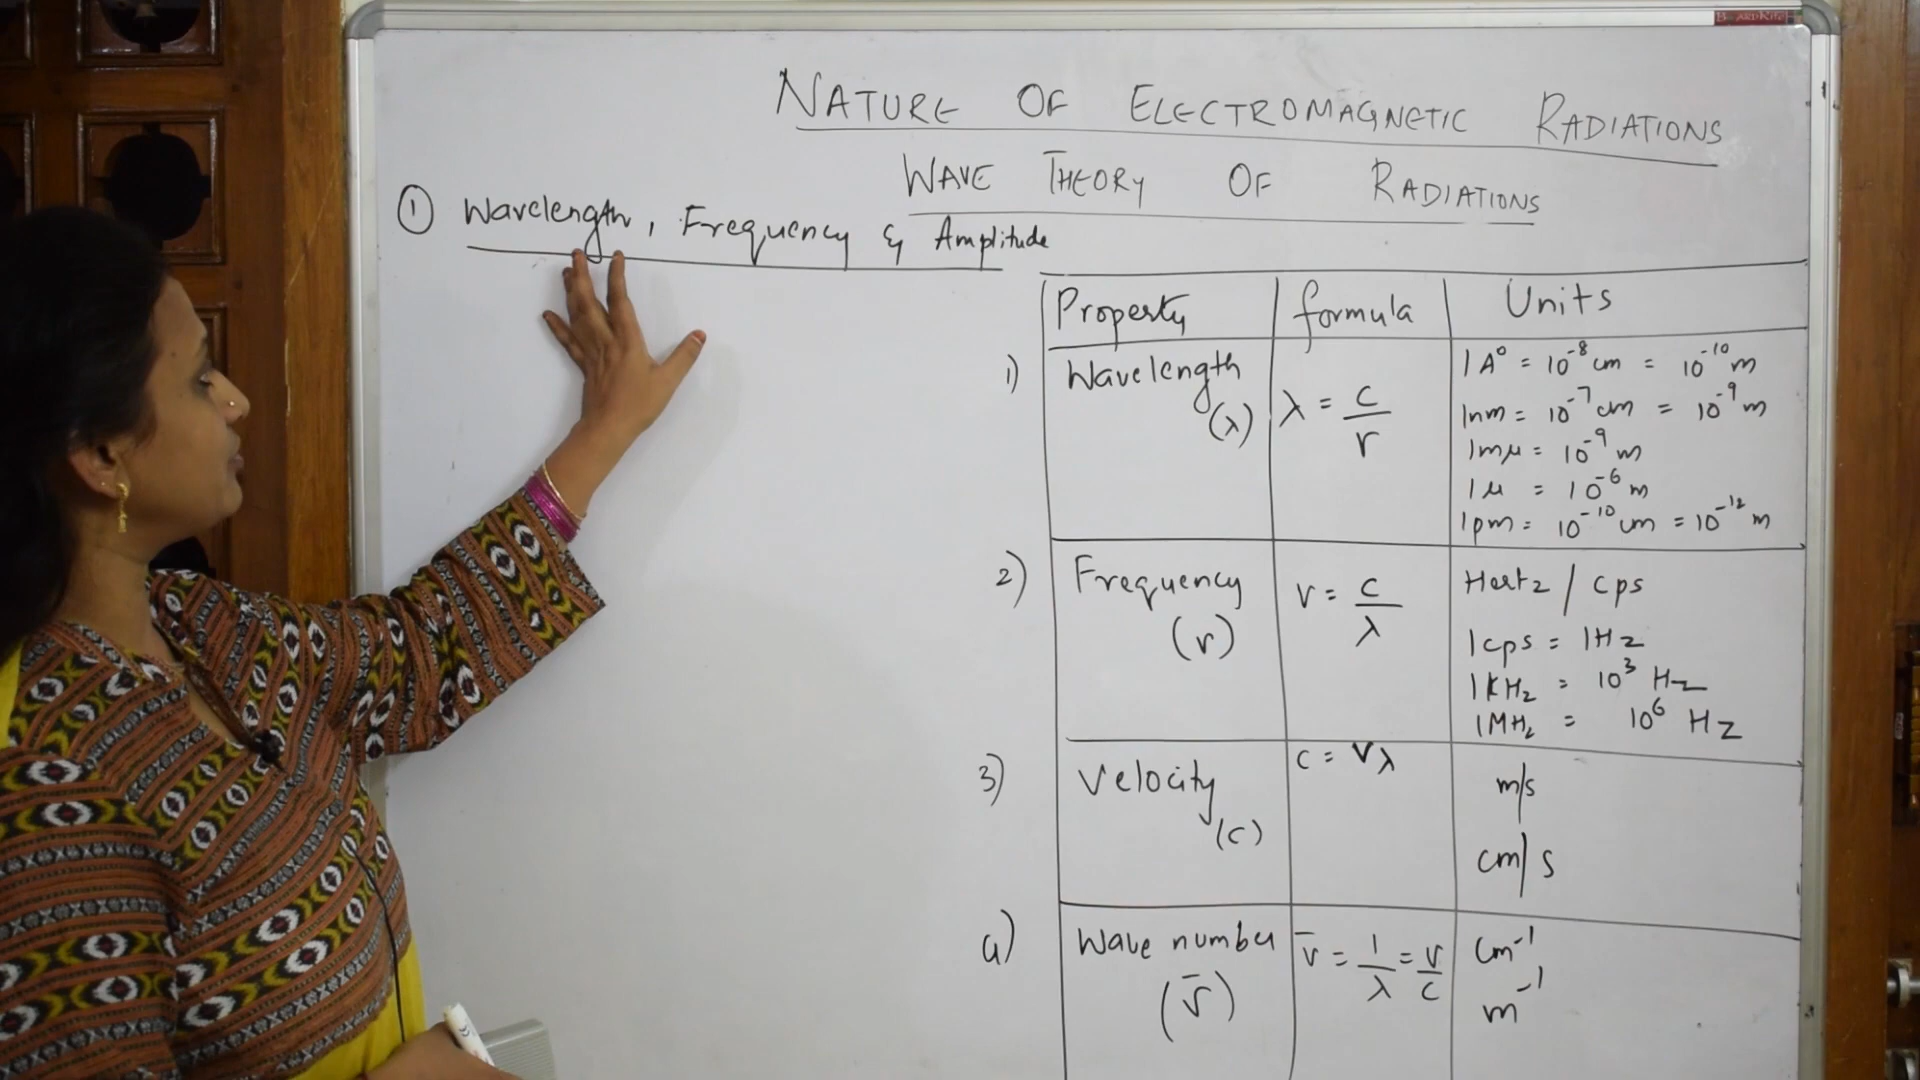 NATURE OF ELECTROMAGNETIC RADIATIONS
WAVE THEORY OF RADIATIONS
① Wavelength, Frequency & Amplitude
Property formula Units
1) Wavelength (λ) λ = c/ν
1A° = 10⁻⁸ cm = 10⁻¹⁰ m
1nm = 10⁻⁷ cm = 10⁻⁹ m
1mμ = 10⁻⁹ m
1μ = 10⁻⁶ m
1pm = 10⁻¹⁰ cm = 10⁻¹² m
2) Frequency (ν) ν = c/λ
Hertz / cps
1cps = 1Hz
1KHz = 10³ Hz
1MHz = 10⁶ Hz
3) Velocity (c) c = νλ
m/s
cm/s
4) Wave number (ν̄) ν̄ = 1/λ = ν/c
cm⁻¹
m⁻¹